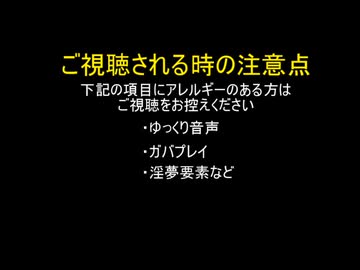 ご視聴される時の注意点
下記の項目にアレルギーのある方は
ご視聴をお控えください
・ゆっくり音声
・ガバプレイ
・淫夢要素など